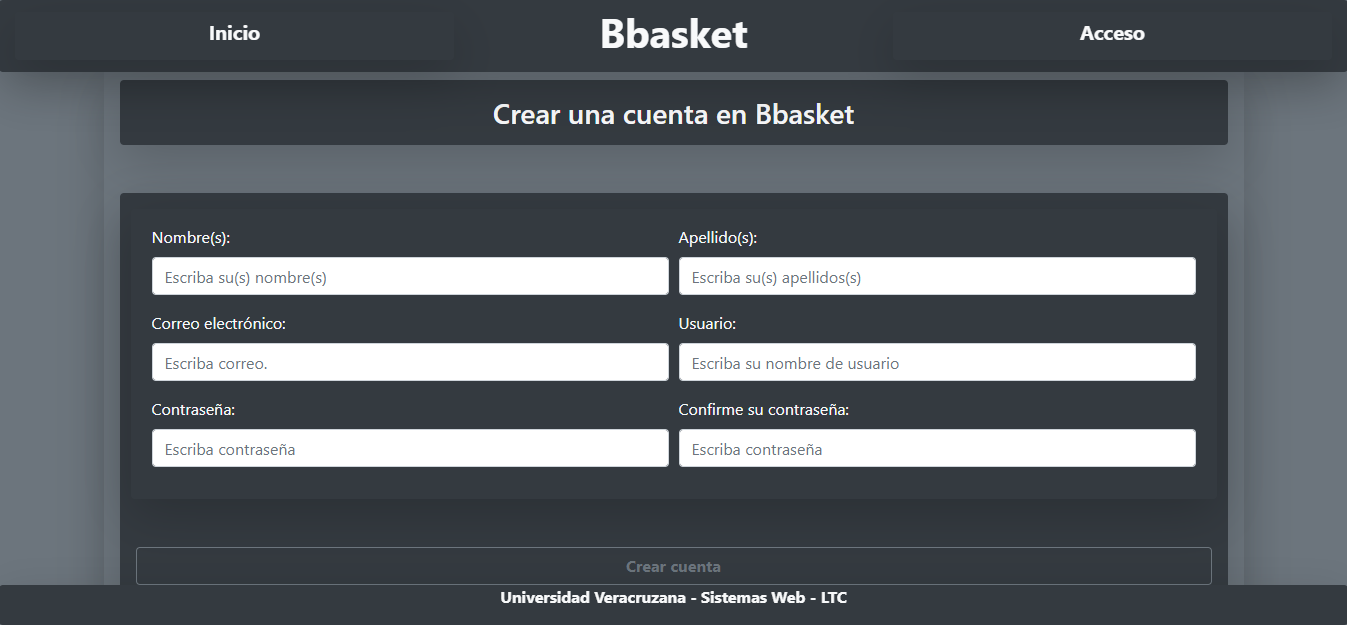 Inicio Bbasket Acceso
Crear una cuenta en Bbasket
Nombre(s): Apellido(s):
Escriba su(s) nombre(s) Escriba su(s) apellidos(s)
Correo electrónico: Usuario:
Escriba correo. Escriba su nombre de usuario
Contraseña: Confirme su contraseña:
Escriba contraseña Escriba contraseña
Crear cuenta
Universidad Veracruzana - Sistemas Web - LTC